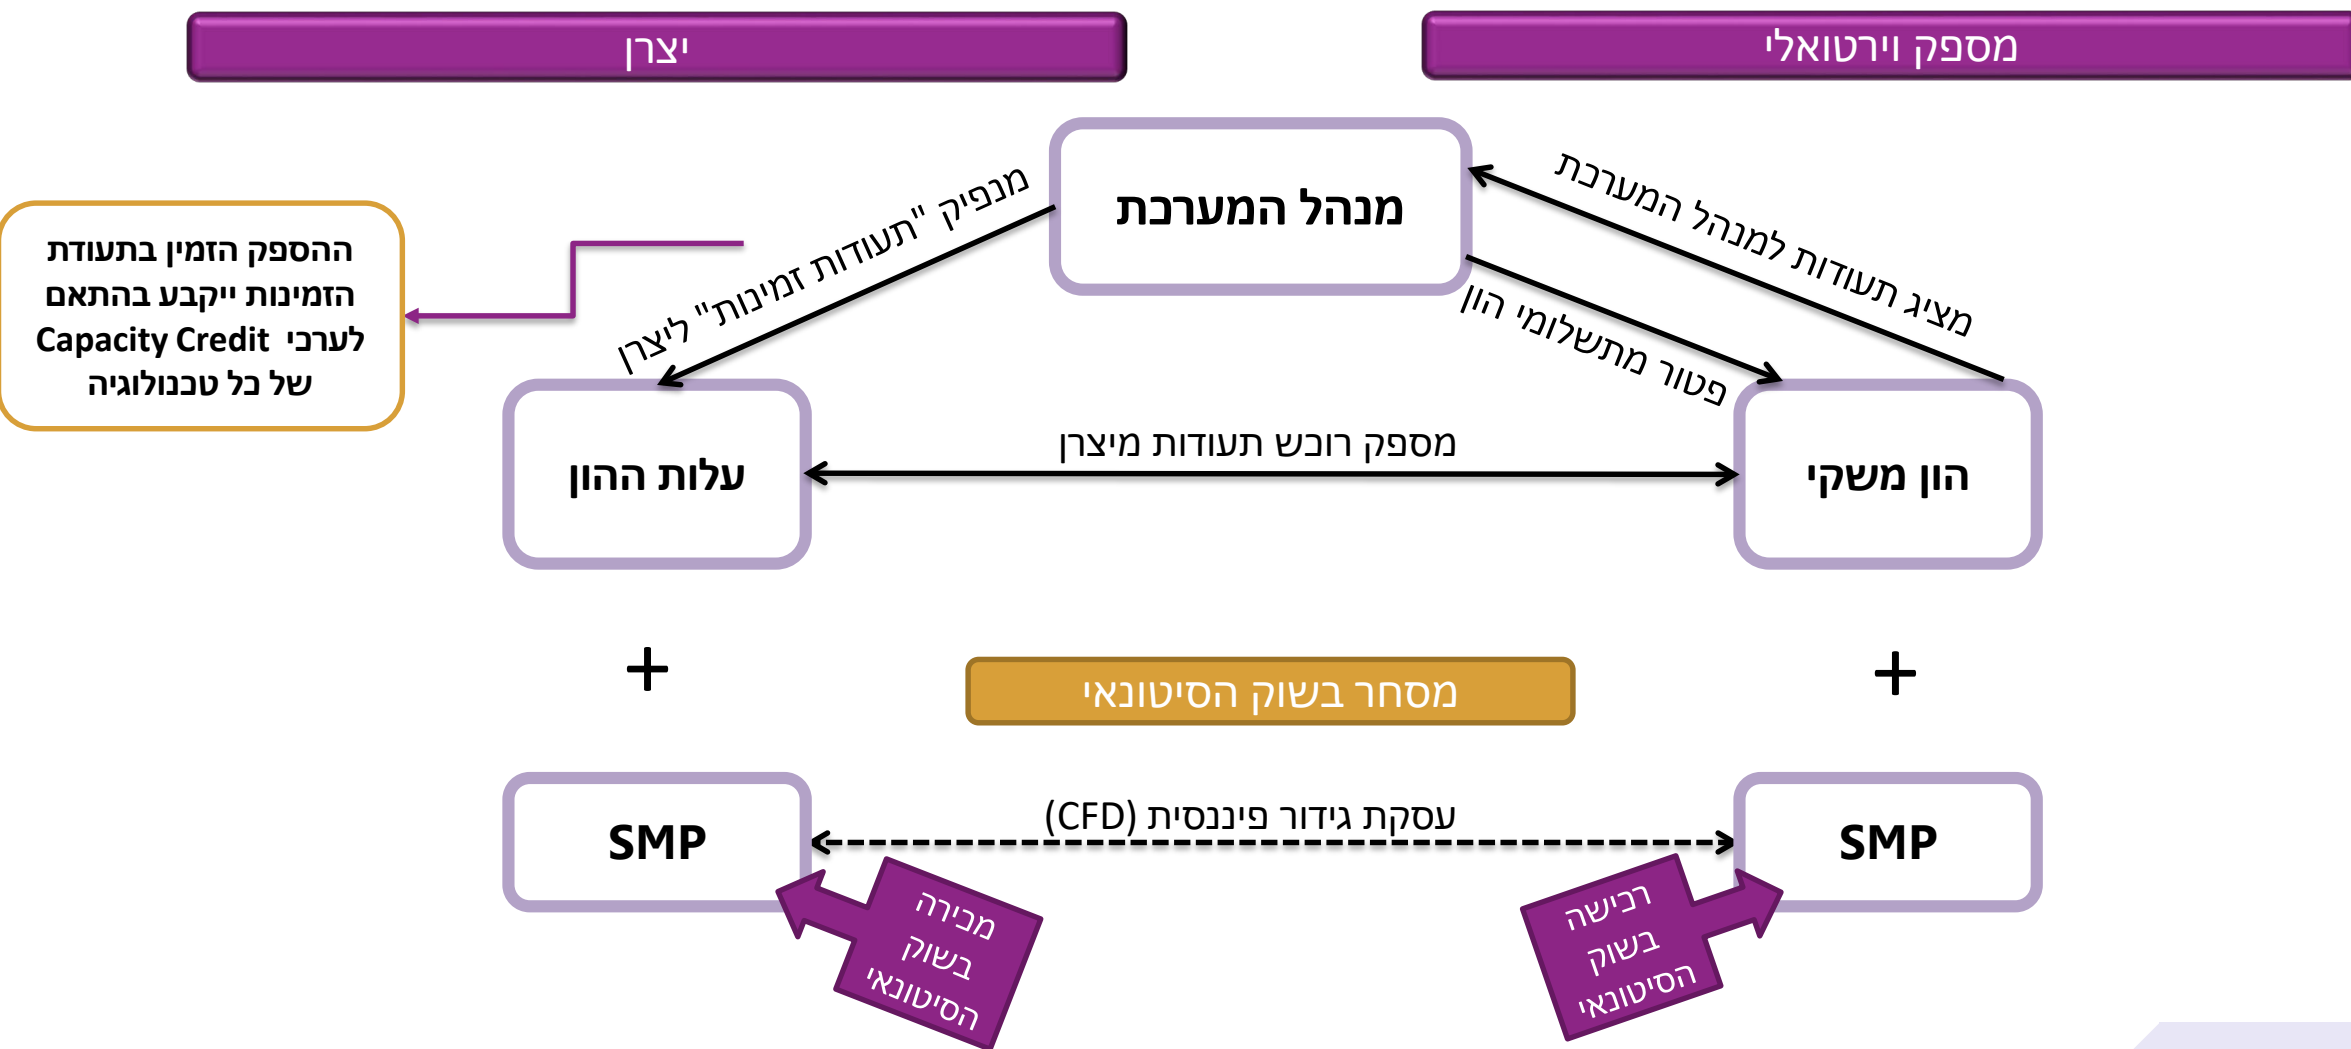 מספק וירטואלי
יצרן
מנהל המערכת
מציג תעודות למנהל המערכת
פטור מתשלומי הון
מנפיק "תעודות זמינות" ליצרן
ההספק הזמין בתעודת
הזמינות ייקבע בהתאם
לערכי Capacity Credit
של כל טכנולוגיה
הון משקי
מספק רוכש תעודות מיצרן
עלות ההון
+
+
מסחר בשוק הסיטונאי
SMP
עסקת גידור פיננסית (CFD)
SMP
רכישה
בשוק
הסיטונאי
מכירה
בשוק
הסיטונאי